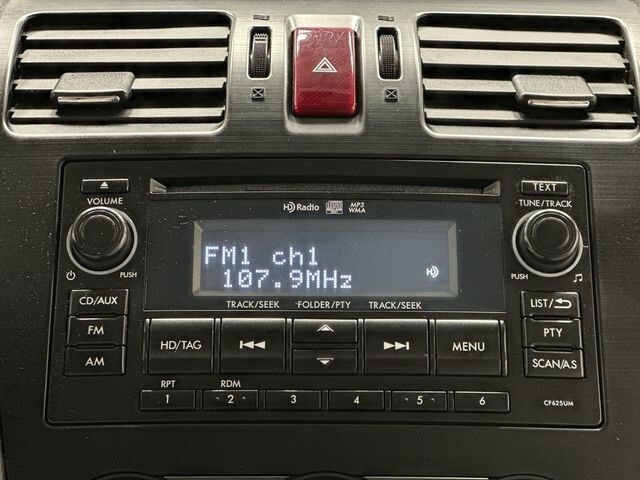 TEXT
VOLUME
TUNE/TRACK
HD Radio
MP3
WMA
FM1 ch1
107.9MHz
HD
PUSH
PUSH
TRACK/SEEK
FOLDER/PTY
TRACK/SEEK
CD/AUX
FM
AM
HD/TAG
MENU
LIST/
PTY
SCAN/A.S
RPT
RDM
1
2
3
4
5
6
CF625UM